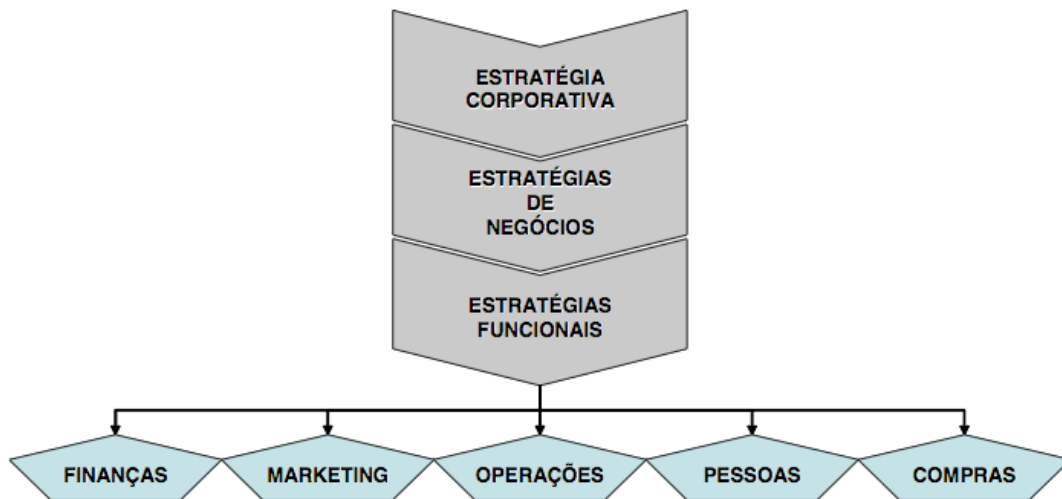 ESTRATÉGIA
CORPORATIVA
ESTRATÉGIAS
DE
NEGÓCIOS
ESTRATÉGIAS
FUNCIONAIS
FINANÇAS
MARKETING
OPERAÇÕES
PESSOAS
COMPRAS